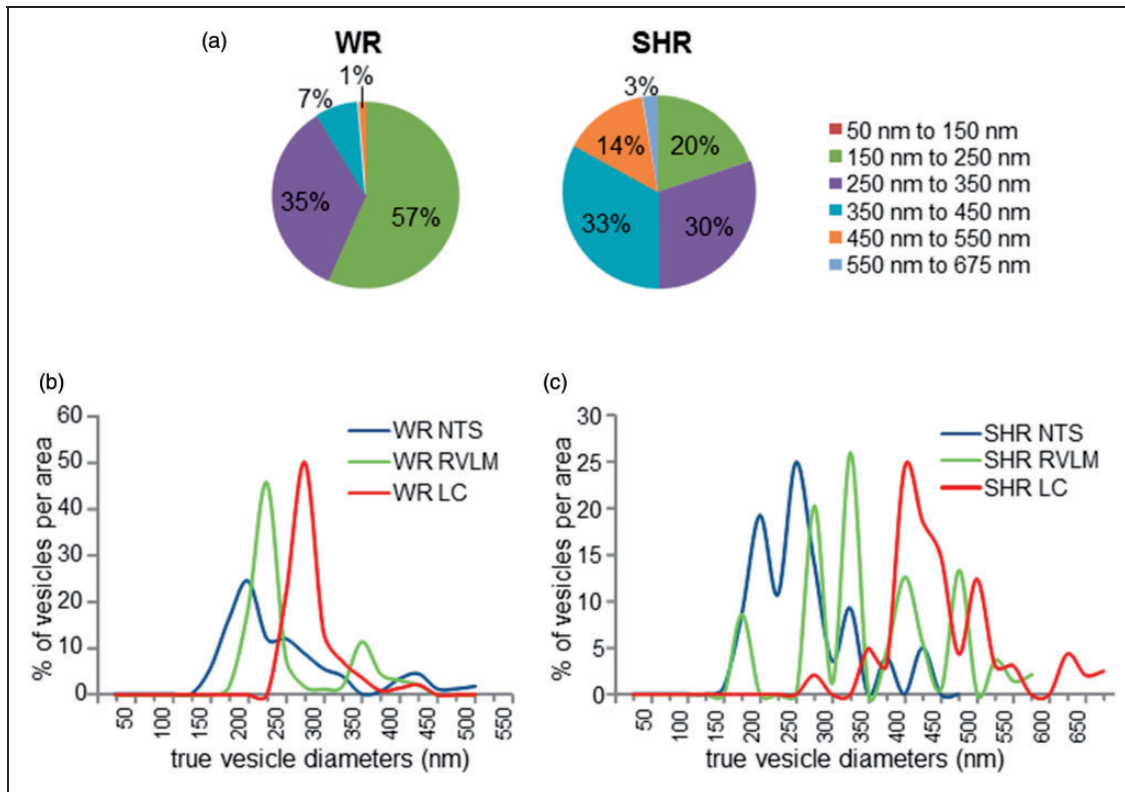 (a)
WR
SHR
1%
7%
35%
57%
3%
14%
20%
33%
30%
50 nm to 150 nm
150 nm to 250 nm
250 nm to 350 nm
350 nm to 450 nm
450 nm to 550 nm
550 nm to 675 nm
(b)
% of vesicles per area
60
50
40
30
20
10
0
WR NTS
WR RVLM
WR LC
50 100 150 200 250 300 350 400 450 500 550
true vesicle diameters (nm)
(c)
% of vesicles per area
30
25
20
15
10
5
0
SHR NTS
SHR RVLM
SHR LC
50 100 150 200 250 300 350 400 450 500 550 600 650
true vesicle diameters (nm)